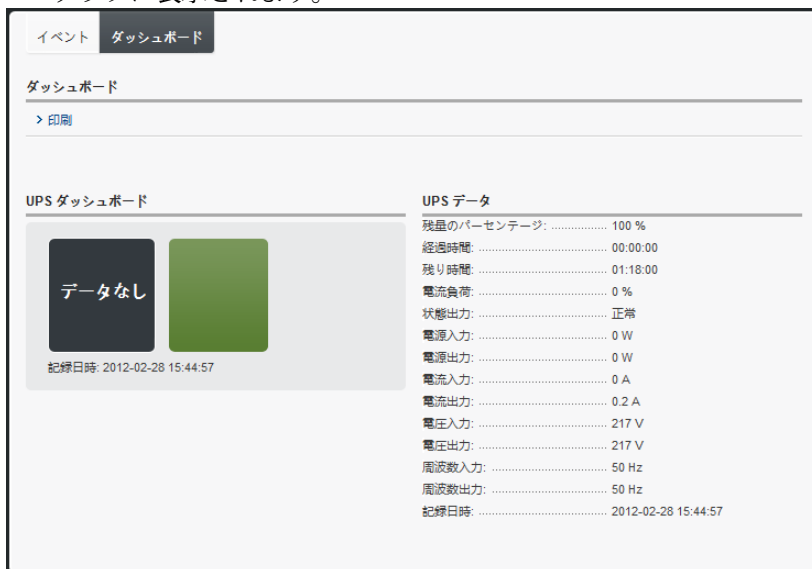 表示されます。
イベント ダッシュボード
ダッシュボード
> 印刷
UPS ダッシュボード
データなし
記録日時: 2012-02-28 15:44:57
UPS データ
残量のパーセンテージ: ................ 100 %
経過時間: ................ 00:00:00
残り時間: ................ 01:18:00
電流負荷: ................ 0 %
状態出力: ................ 正常
電源入力: ................ 0 W
電源出力: ................ 0 W
電流入力: ................ 0 A
電流出力: ................ 0.2 A
電圧入力: ................ 217 V
電圧出力: ................ 217 V
周波数入力: ................ 50 Hz
周波数出力: ................ 50 Hz
記録日時: ................ 2012-02-28 15:44:57